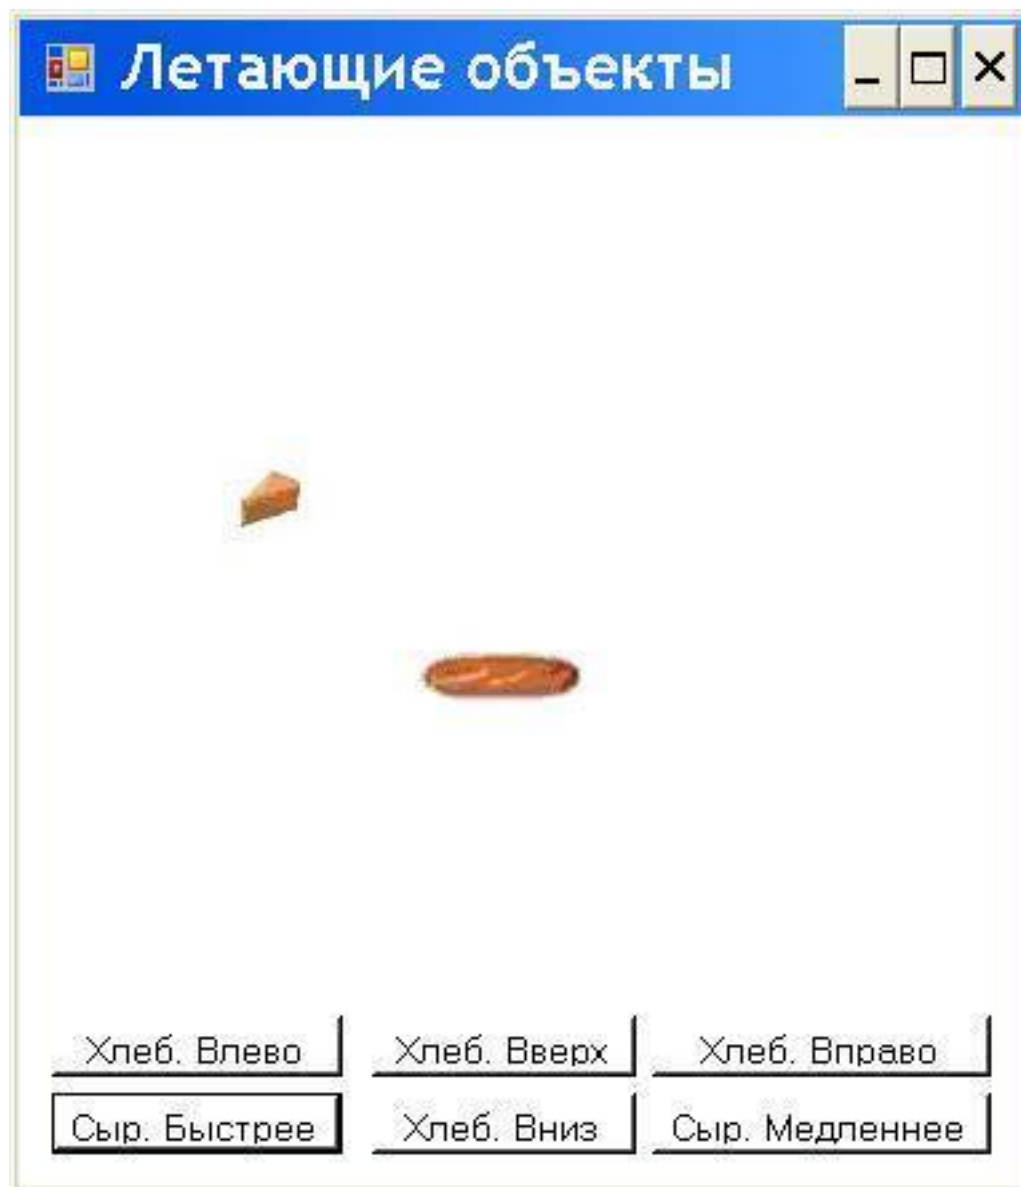 Летающие объекты
Хлеб. Влево Хлеб. Вверх Хлеб. Вправо
Сыр. Быстрее Хлеб. Вниз Сыр. Медленнее